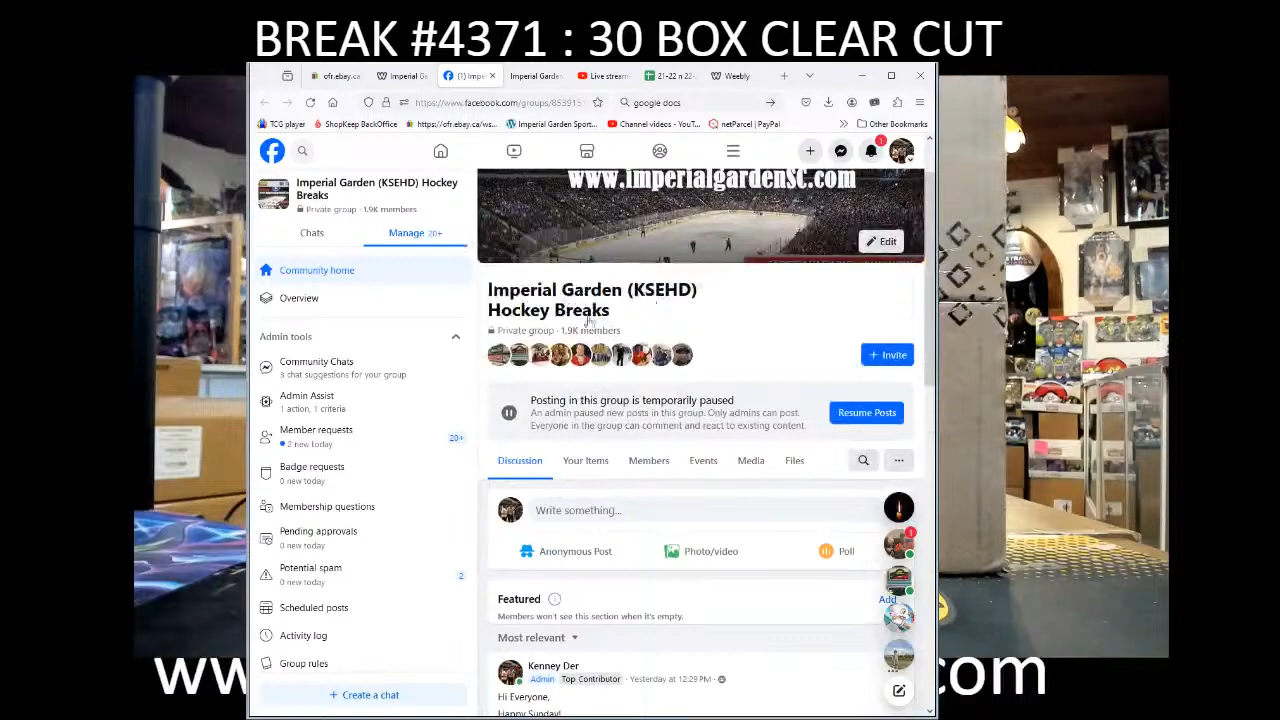 BREAK #4371 : 30 BOX CLEAR CUT
ofr.ebay.ca
Imperial Ga
(1) Impe
Imperial Garden
Live stream
21-22 n 22-
Weebly
https://www.facebook.com/groups/853915
google docs
TCG player
ShopKeep BackOffice
https://ofr.ebay.ca/ws...
Imperial Garden Sport...
Channel videos - YouT...
netParcel | PayPal
Other Bookmarks
1
Imperial Garden (KSEHD) Hockey
Breaks
Private group · 1.9K members
Chats
Manage 20+
Community home
Overview
Admin tools
Community Chats
3 chat suggestions for your group
Admin Assist
1 action, 1 criteria
Member requests
2 new today
20+
Badge requests
0 new today
Membership questions
Pending approvals
0 new today
Potential spam
0 new today
2
Scheduled posts
Activity log
Group rules
+ Create a chat
www.ImperialgardenSC.com
Edit
Imperial Garden (KSEHD)
Hockey Breaks
Private group · 1.9K members
+ Invite
Posting in this group is temporarily paused
An admin paused new posts in this group. Only admins can post.
Everyone in the group can comment and react to existing content.
Resume Posts
Discussion
Your Items
Members
Events
Media
Files
Write something...
Anonymous Post
Photo/video
Poll
1
Featured
Add
Members won't see this section when it's empty.
Most relevant
Kenney Der
Admin
Top Contributor
· Yesterday at 12:29 PM ·
Hi Everyone,
Happy Sunday!
ww
com